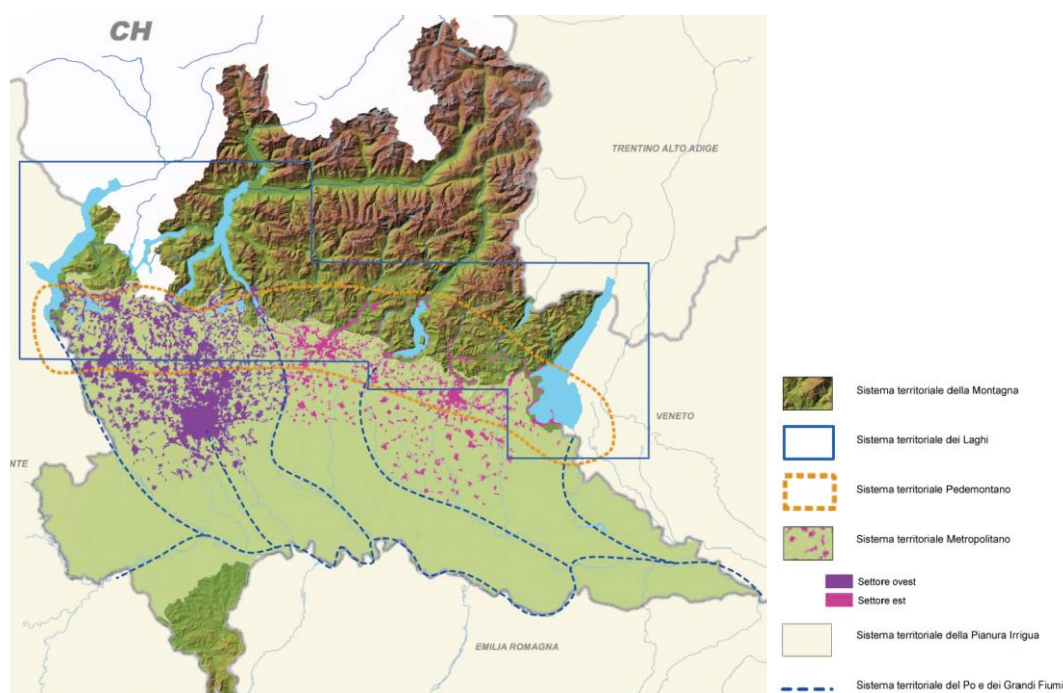 CH
TRENTINO ALTO ADIGE
VENETO
NTE
EMILIA ROMAGNA
Sistema territoriale della Montagna
Sistema territoriale dei Laghi
Sistema territoriale Pedemontano
Sistema territoriale Metropolitano
Settore ovest
Settore est
Sistema territoriale della Pianura Irrigua
Sistema territoriale del Po e dei Grandi Fiumi